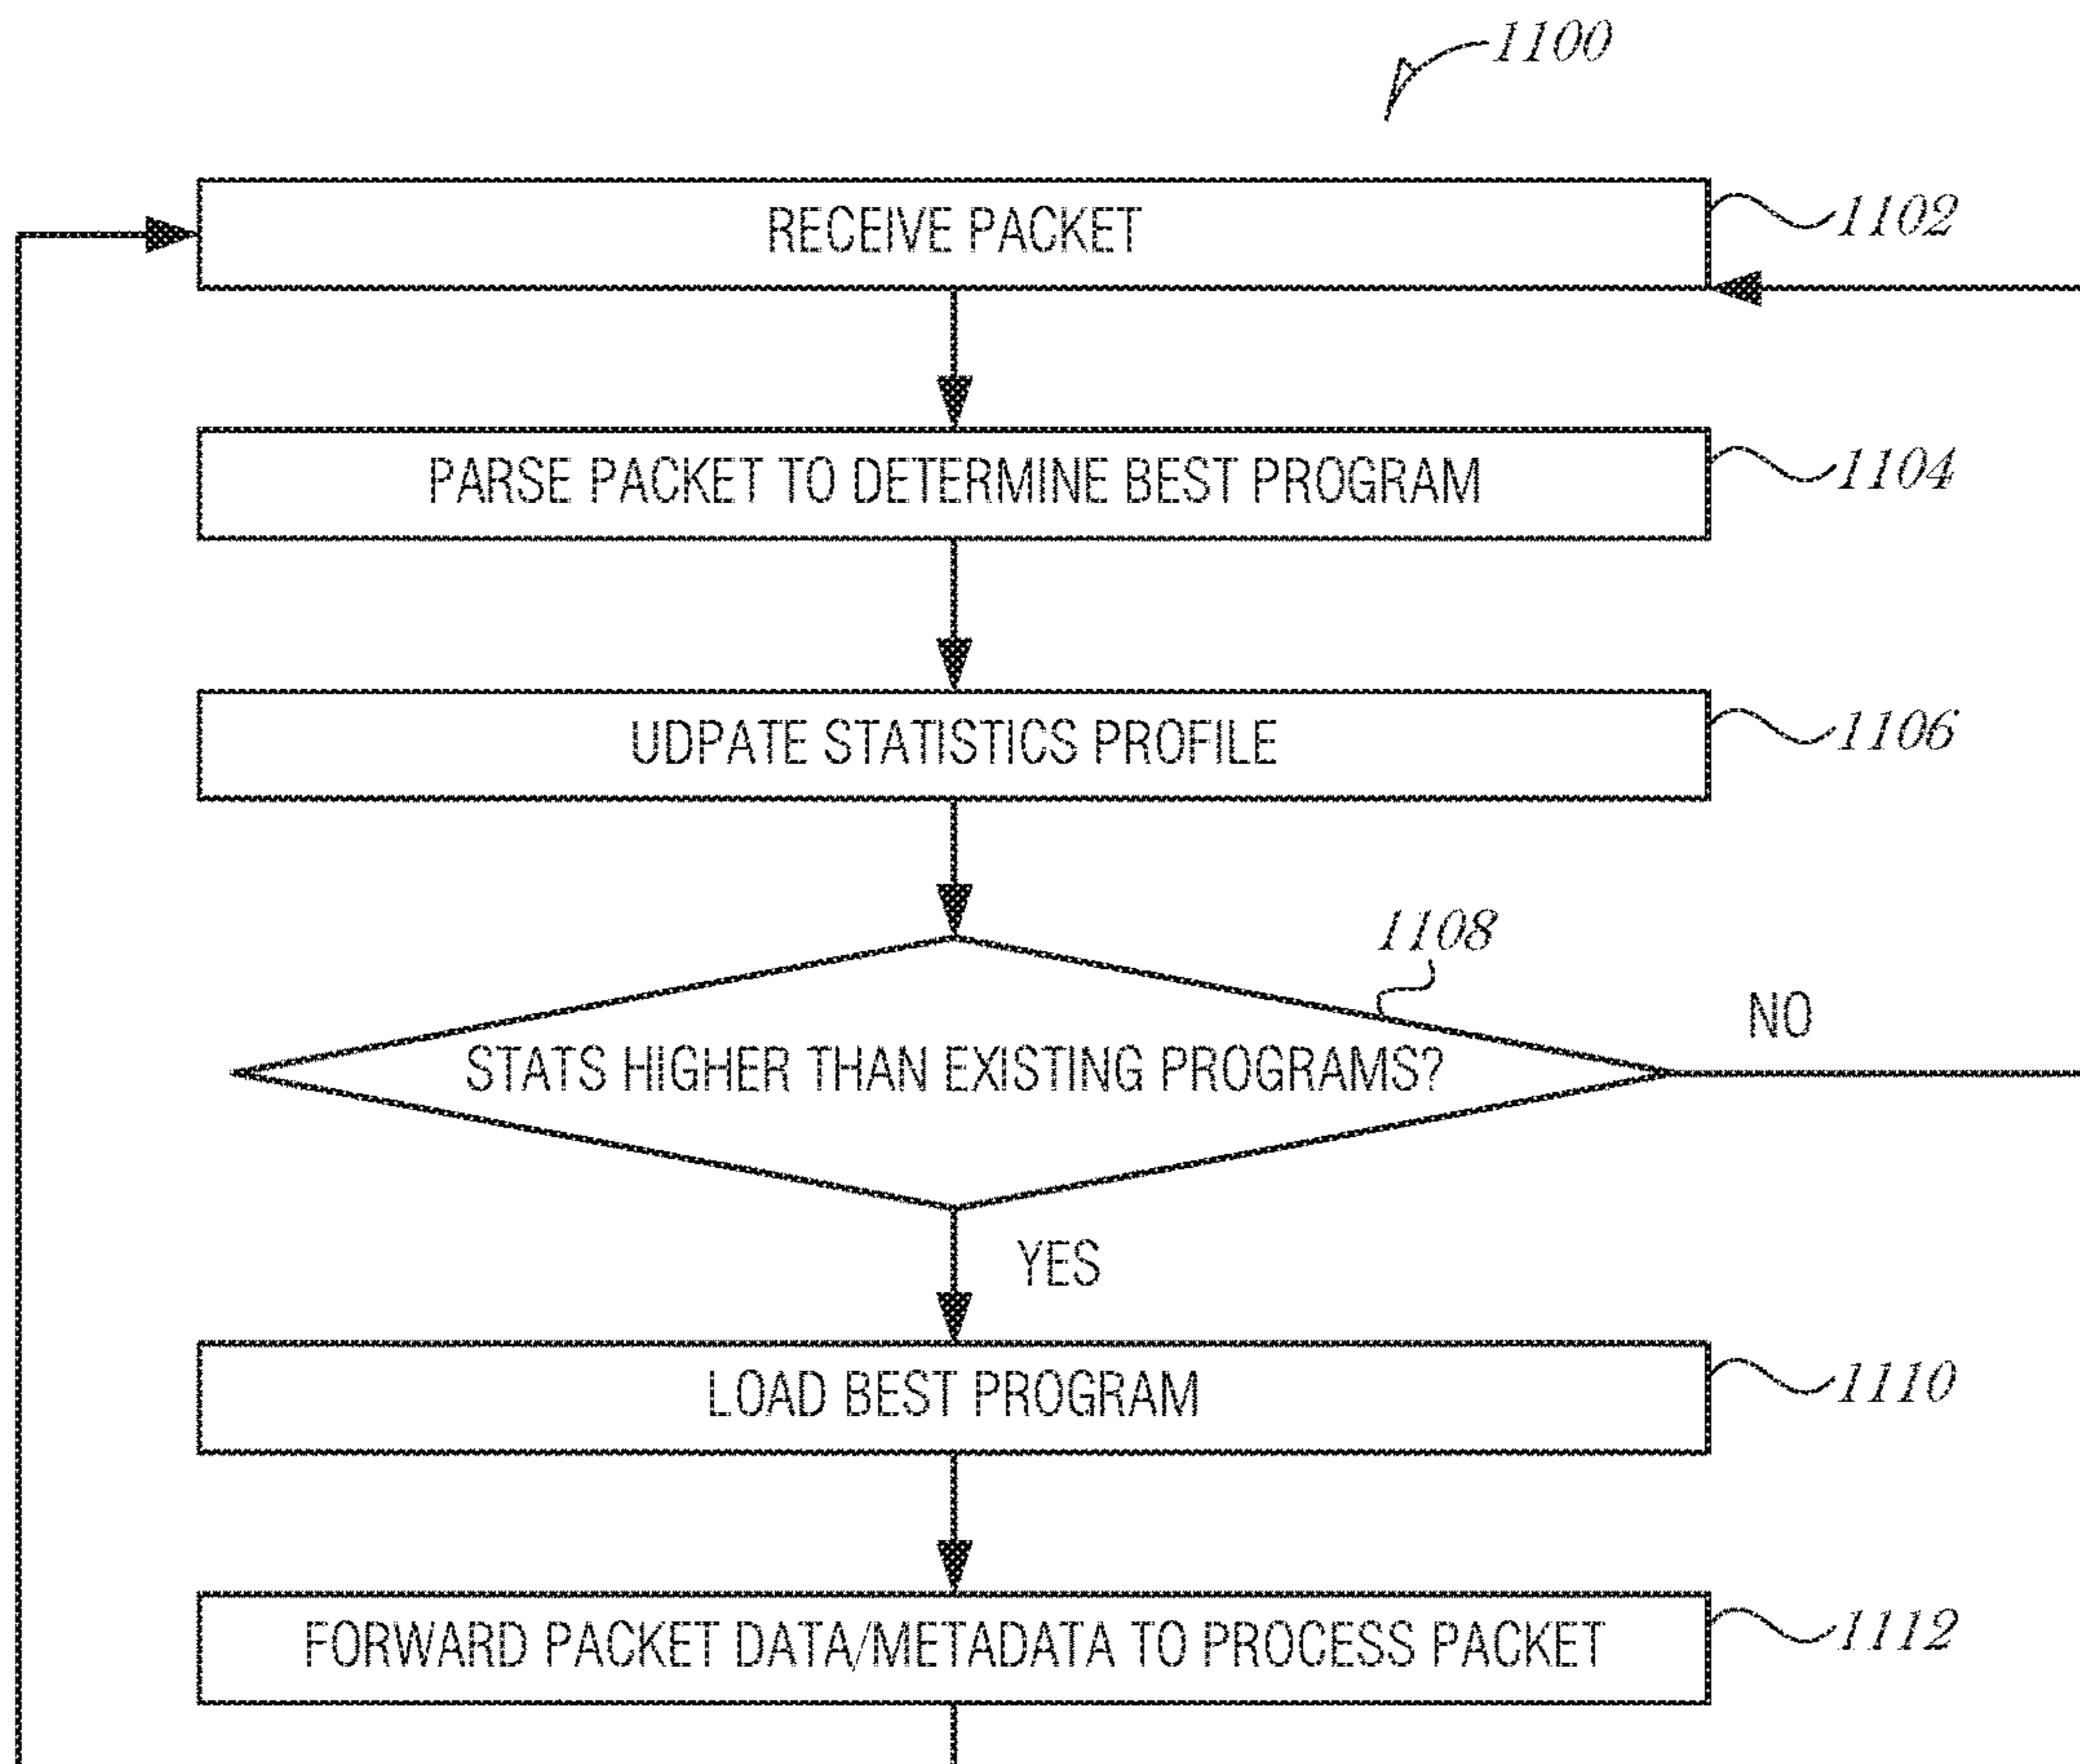 1100
RECEIVE PACKET
1102
PARSE PACKET TO DETERMINE BEST PROGRAM
1104
UDPATE STATISTICS PROFILE
1106
1108
NO
STATS HIGHER THAN EXISTING PROGRAMS?
YES
LOAD BEST PROGRAM
1110
FORWARD PACKET DATA/METADATA TO PROCESS PACKET
1112